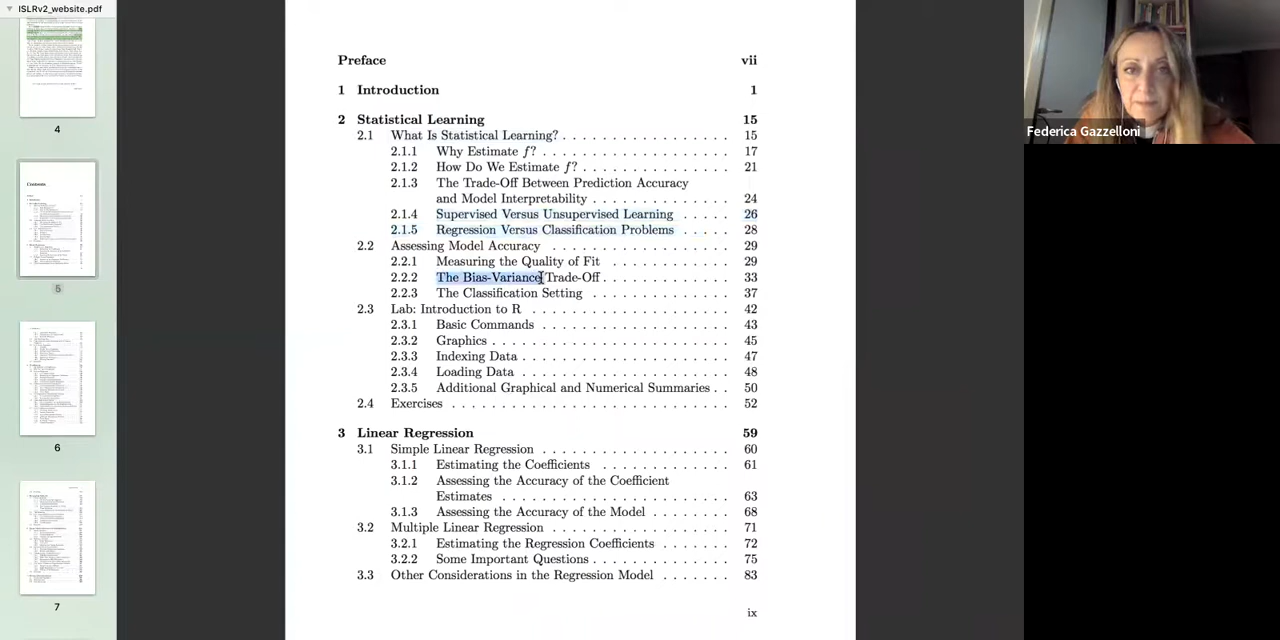 ISLRv2_website.pdf
4
5
6
7
Preface vii
1 Introduction 1
2 Statistical Learning 15
2.1 What Is Statistical Learning? . . . . . . . . . . . . . . . . . 15
2.1.1 Why Estimate f? . . . . . . . . . . . . . . . . . . . 17
2.1.2 How Do We Estimate f? . . . . . . . . . . . . . . . 21
2.1.3 The Trade-Off Between Prediction Accuracy
and Model Interpretability . . . . . . . . . . . . . . 24
2.1.4 Supervised Versus Unsupervised Learning . . . . . 26
2.1.5 Regression Versus Classification Problems . . . . . 28
2.2 Assessing Model Accuracy . . . . . . . . . . . . . . . . . . 29
2.2.1 Measuring the Quality of Fit . . . . . . . . . . . . . 29
2.2.2 The Bias-Variance Trade-Off . . . . . . . . . . . . . 33
2.2.3 The Classification Setting . . . . . . . . . . . . . . 37
2.3 Lab: Introduction to R . . . . . . . . . . . . . . . . . . . . 42
2.3.1 Basic Commands . . . . . . . . . . . . . . . . . . . 43
2.3.2 Graphics . . . . . . . . . . . . . . . . . . . . . . . . 45
2.3.3 Indexing Data . . . . . . . . . . . . . . . . . . . . . 47
2.3.4 Loading Data . . . . . . . . . . . . . . . . . . . . . 48
2.3.5 Additional Graphical and Numerical Summaries . . 50
2.4 Exercises . . . . . . . . . . . . . . . . . . . . . . . . . . . 52
3 Linear Regression 59
3.1 Simple Linear Regression . . . . . . . . . . . . . . . . . . . 60
3.1.1 Estimating the Coefficients . . . . . . . . . . . . . 61
3.1.2 Assessing the Accuracy of the Coefficient
Estimates . . . . . . . . . . . . . . . . . . . . . . . 63
3.1.3 Assessing the Accuracy of the Model . . . . . . . . 68
3.2 Multiple Linear Regression . . . . . . . . . . . . . . . . . . 71
3.2.1 Estimating the Regression Coefficients . . . . . . . 72
3.2.2 Some Important Questions . . . . . . . . . . . . . . 75
3.3 Other Considerations in the Regression Model . . . . . . . 83
ix
Federica Gazzelloni